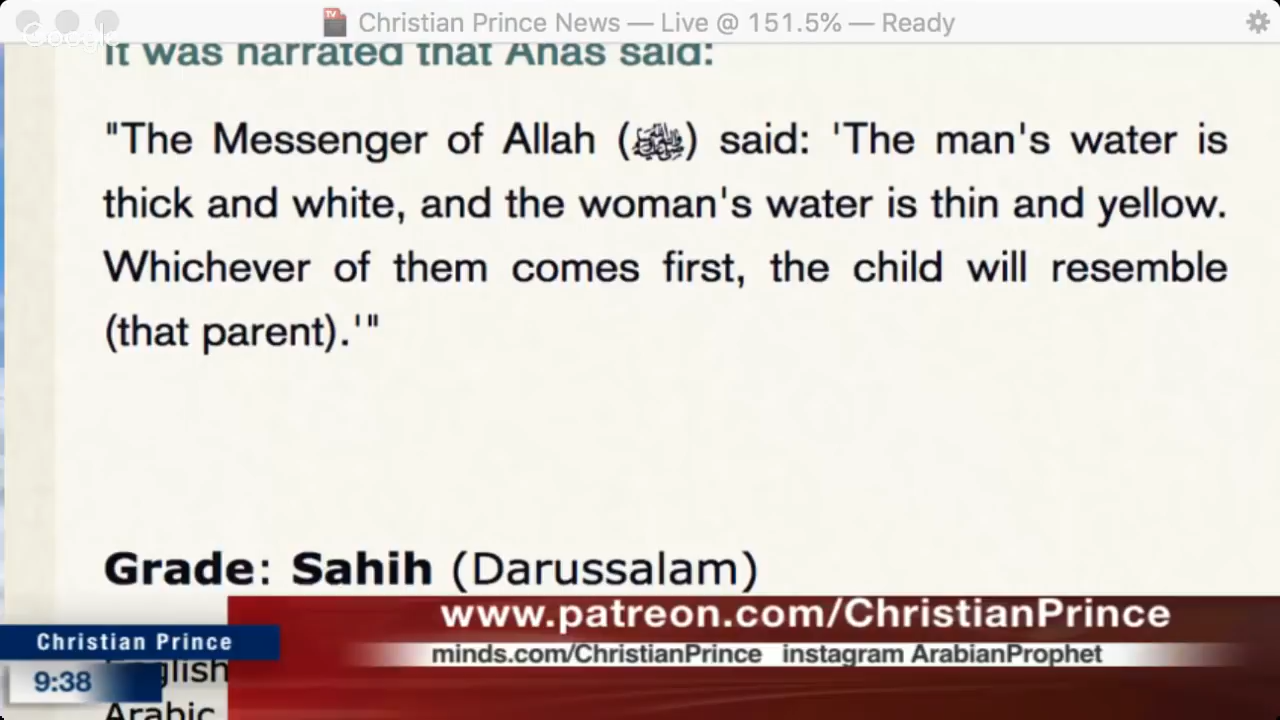 Christian Prince News — Live @ 151.5% — Ready
Google
It was narrated that Anas said:
"The Messenger of Allah (ﷺ) said: 'The man's water is
thick and white, and the woman's water is thin and yellow.
Whichever of them comes first, the child will resemble
(that parent).'"
Grade: Sahih (Darussalam)
www.patreon.com/ChristianPrince
Christian Prince
minds.com/ChristianPrince instagram ArabianProphet
English
9:38
Arabic